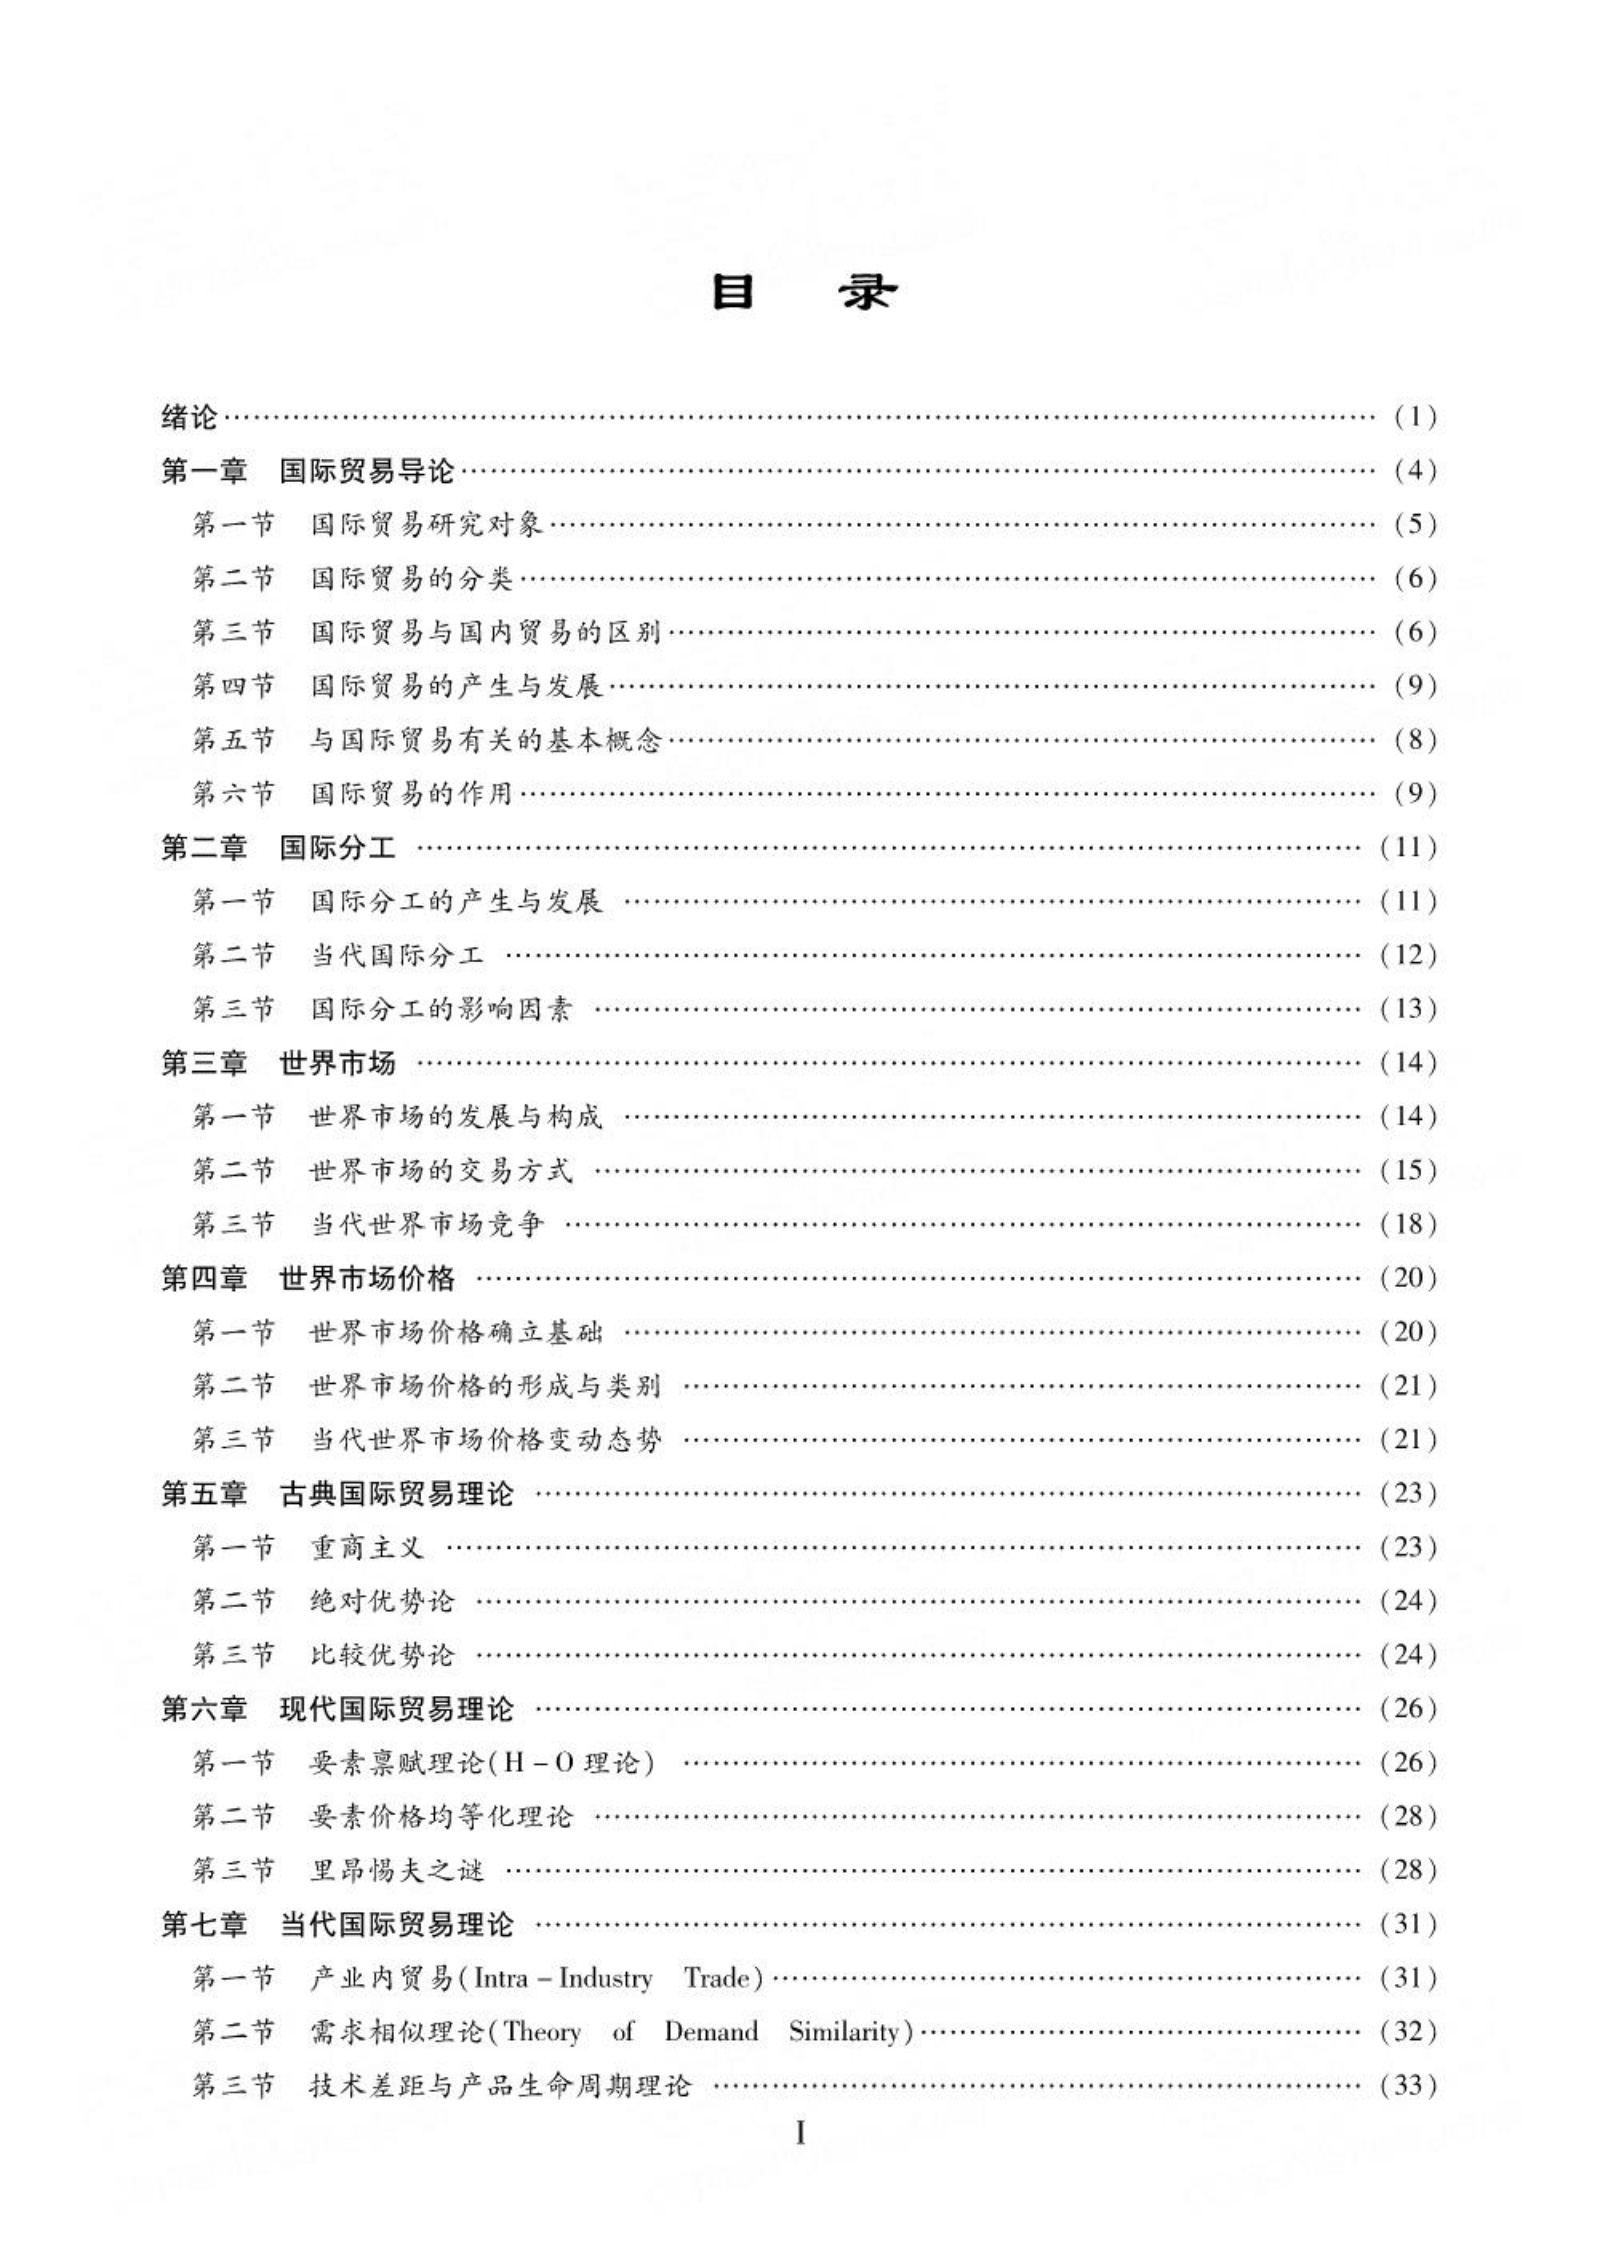 目 录
绪论…………………………………………………………(1)
第一章 国际贸易导论…………………………………………………………(4)
第一节 国际贸易研究对象…………………………………………………………(5)
第二节 国际贸易的分类…………………………………………………………(6)
第三节 国际贸易与国内贸易的区别…………………………………………………………(6)
第四节 国际贸易的产生与发展…………………………………………………………(9)
第五节 与国际贸易有关的基本概念…………………………………………………………(8)
第六节 国际贸易的作用…………………………………………………………(9)
第二章 国际分工…………………………………………………………(11)
第一节 国际分工的产生与发展…………………………………………………………(11)
第二节 当代国际分工…………………………………………………………(12)
第三节 国际分工的影响因素…………………………………………………………(13)
第三章 世界市场…………………………………………………………(14)
第一节 世界市场的发展与构成…………………………………………………………(14)
第二节 世界市场的交易方式…………………………………………………………(15)
第三节 当代世界市场竞争…………………………………………………………(18)
第四章 世界市场价格…………………………………………………………(20)
第一节 世界市场价格确立基础…………………………………………………………(20)
第二节 世界市场价格的形成与类别…………………………………………………………(21)
第三节 当代世界市场价格变动态势…………………………………………………………(21)
第五章 古典国际贸易理论…………………………………………………………(23)
第一节 重商主义…………………………………………………………(23)
第二节 绝对优势论…………………………………………………………(24)
第三节 比较优势论…………………………………………………………(24)
第六章 现代国际贸易理论…………………………………………………………(26)
第一节 要素禀赋理论(H-O理论)…………………………………………………………(26)
第二节 要素价格均等化理论…………………………………………………………(28)
第三节 里昂惕夫之谜…………………………………………………………(28)
第七章 当代国际贸易理论…………………………………………………………(31)
第一节 产业内贸易(Intra-Industry Trade)…………………………………………………………(31)
第二节 需求相似理论(Theory of Demand Similarity)…………………………………………………………(32)
第三节 技术差距与产品生命周期理论…………………………………………………………(33)
I